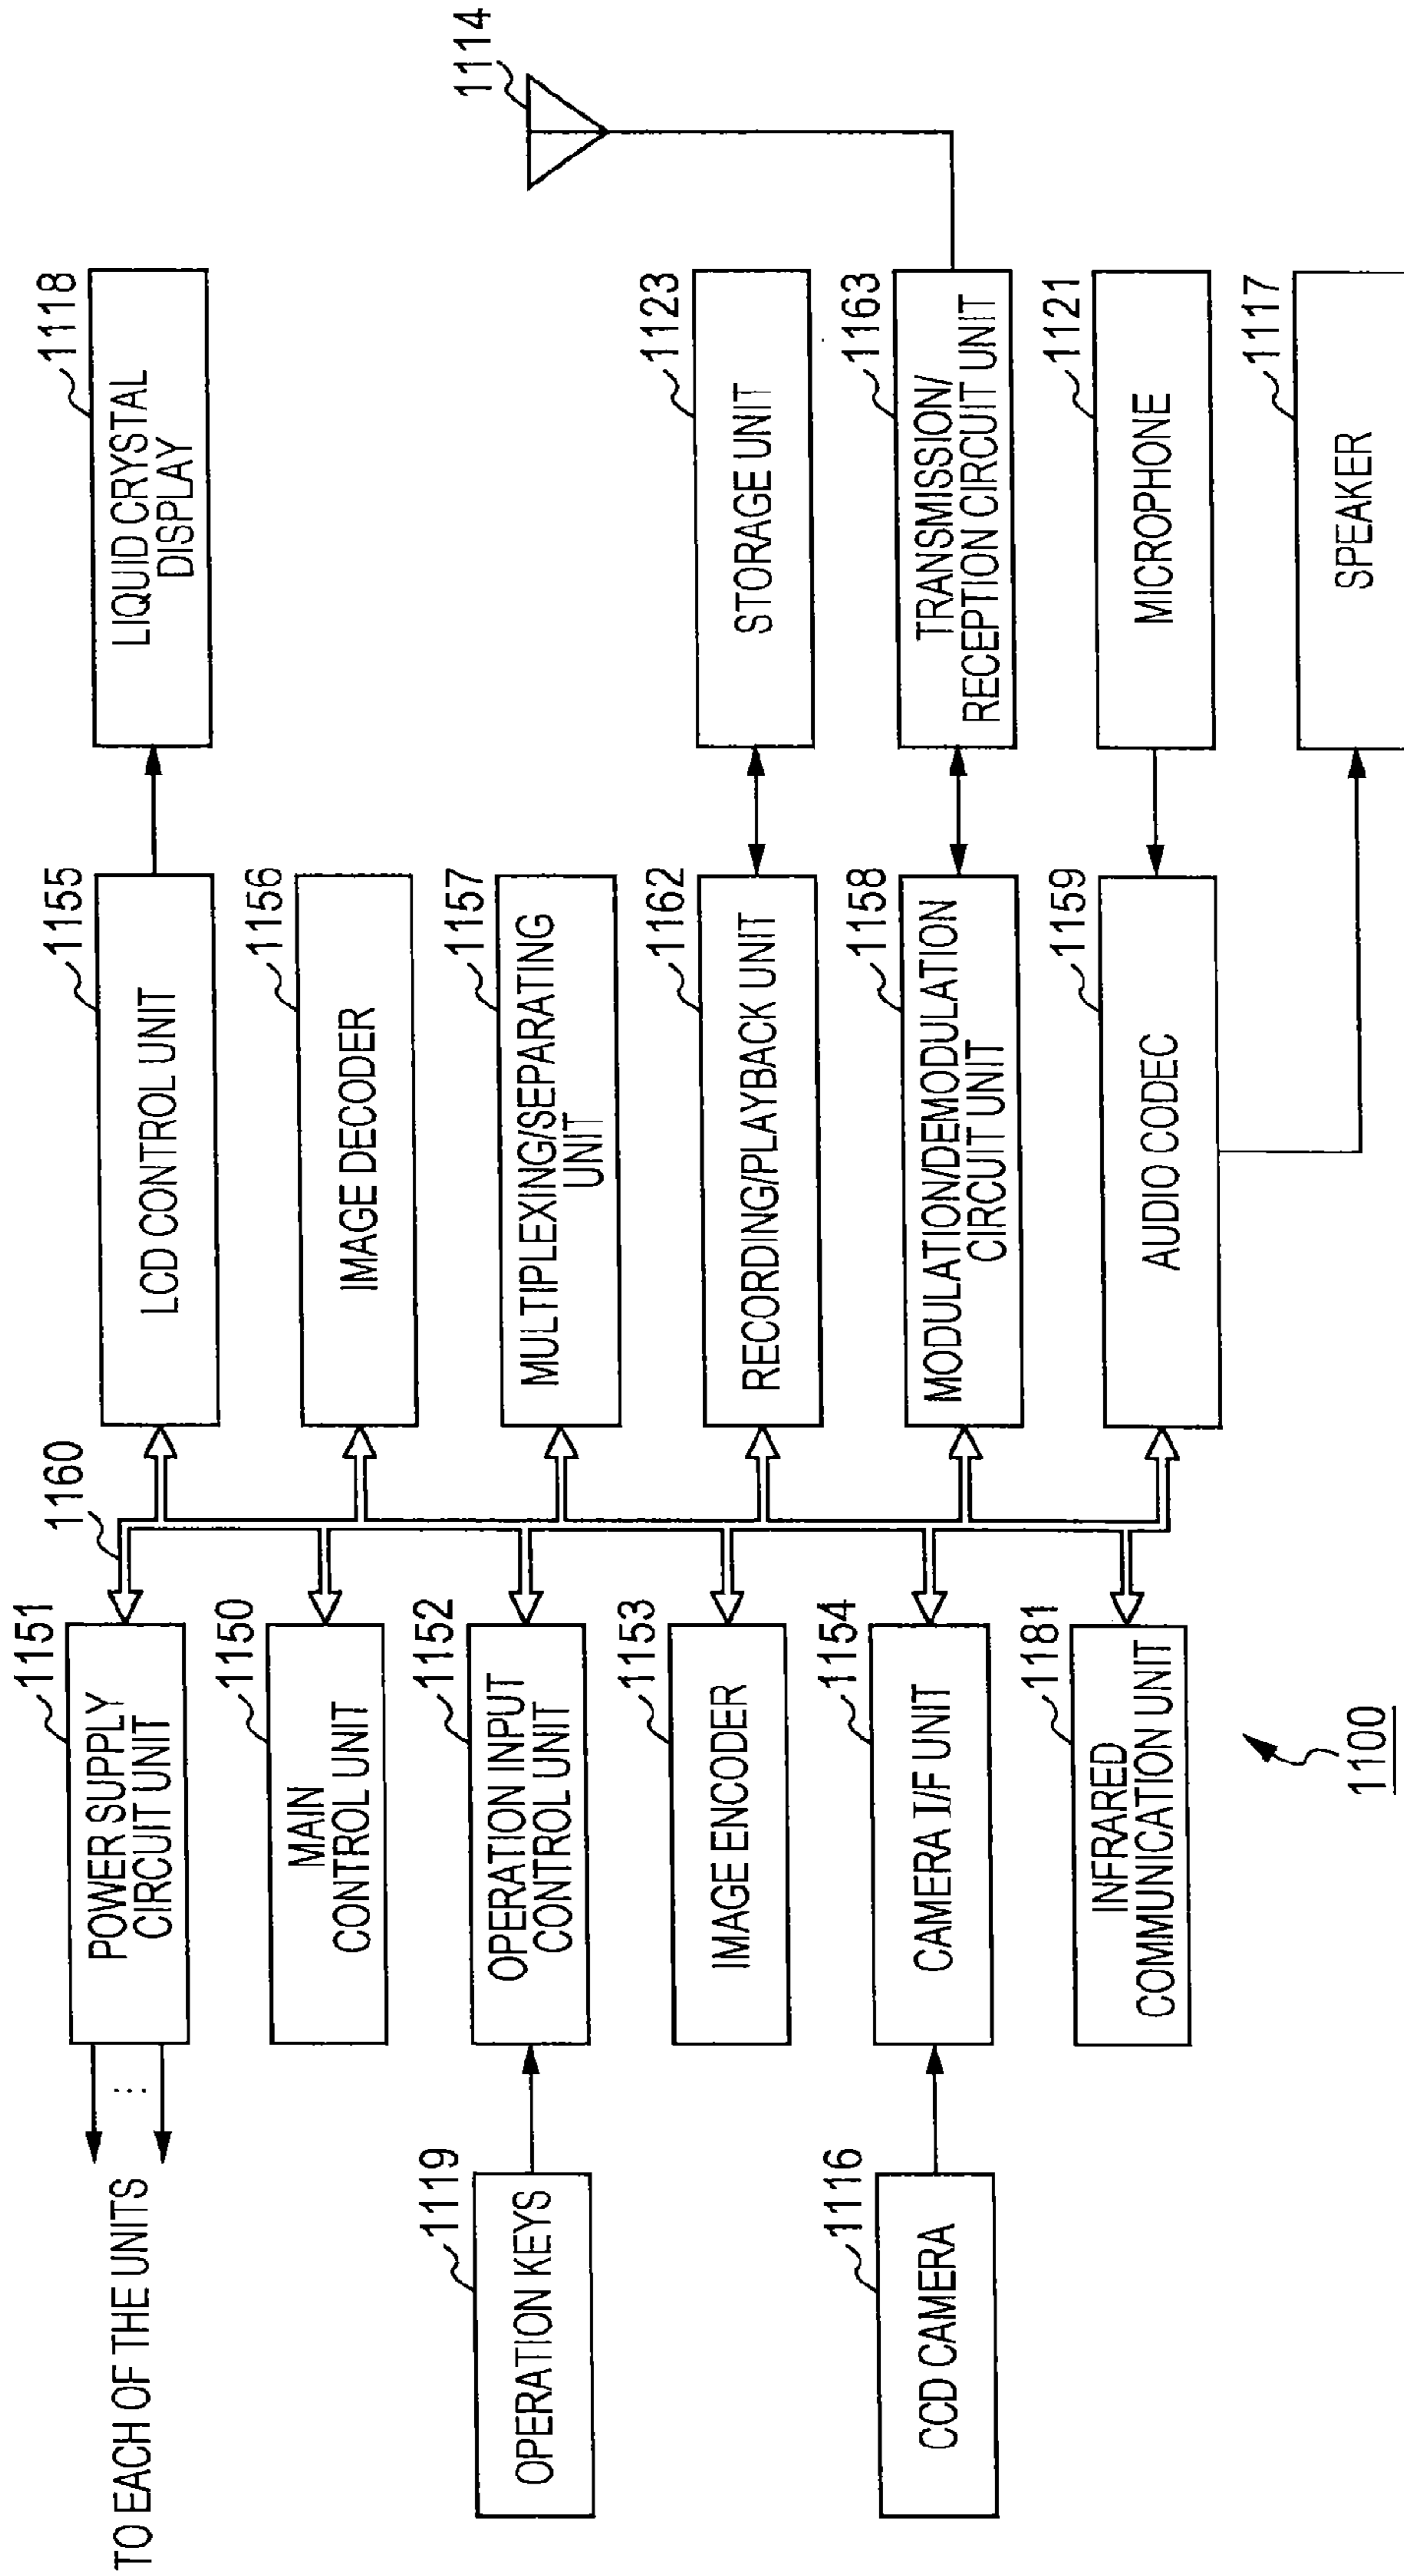 1151
POWER SUPPLY
CIRCUIT UNIT
TO EACH OF THE UNITS
1160
1155
LCD CONTROL UNIT
1118
LIQUID CRYSTAL
DISPLAY
1150
MAIN
CONTROL UNIT
1156
IMAGE DECODER
1119
OPERATION KEYS
1152
OPERATION INPUT
CONTROL UNIT
1157
MULTIPLEXING/SEPARATING
UNIT
1114
1153
IMAGE ENCODER
1162
RECORDING/PLAYBACK UNIT
1123
STORAGE UNIT
1116
CCD CAMERA
1154
CAMERA I/F UNIT
1158
MODULATION/DEMODULATION
CIRCUIT UNIT
1163
TRANSMISSION/
RECEPTION CIRCUIT UNIT
1181
INFRARED
COMMUNICATION UNIT
1159
AUDIO CODEC
1121
MICROPHONE
1117
SPEAKER
1100